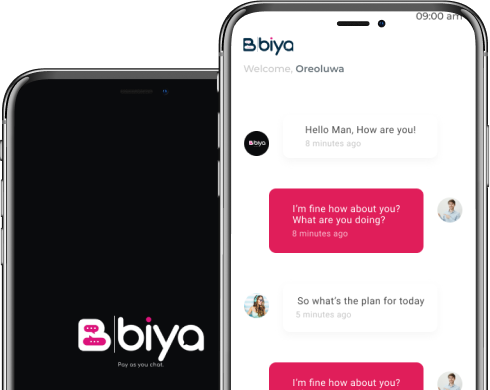 09:00 am
Bbiya
Welcome, Oreoluwa
Hello Man, How are you!
8 minutes ago
Bbiya
I'm fine how about you?
What are you doing?
8 minutes ago
So what's the plan for today
5 minutes ago
I'm fine how about you?
B biya
Pay as you chat.